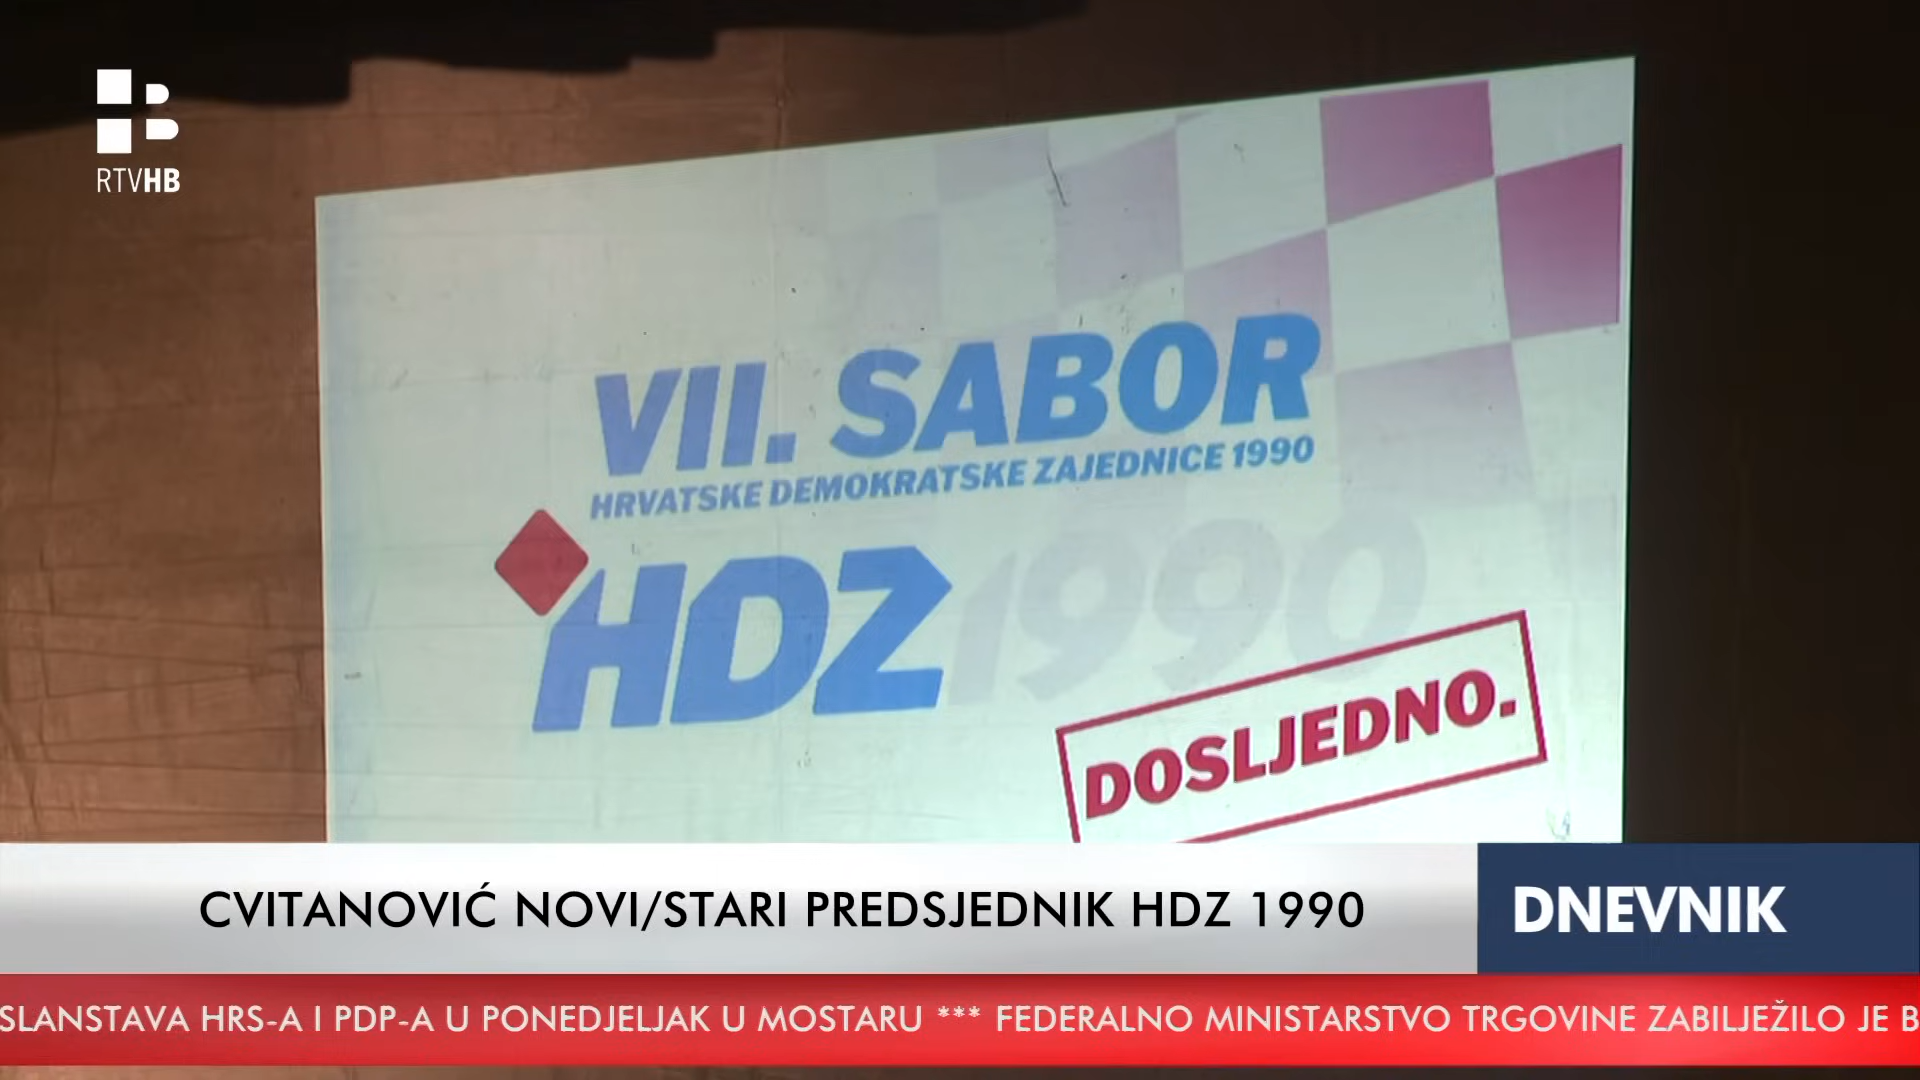 RTVHB
VII. SABOR
HRVATSKE DEMOKRATSKE ZAJEDNICE 1990
HDZ 1990
DOSLJEDNO.
CVITANOVIĆ NOVI/STARI PREDSJEDNIK HDZ 1990
DNEVNIK
SLANSTAVA HRS-A I PDP-A U PONEDJELJAK U MOSTARU *** FEDERALNO MINISTARSTVO TRGOVINE ZABILJEŽILO JE B